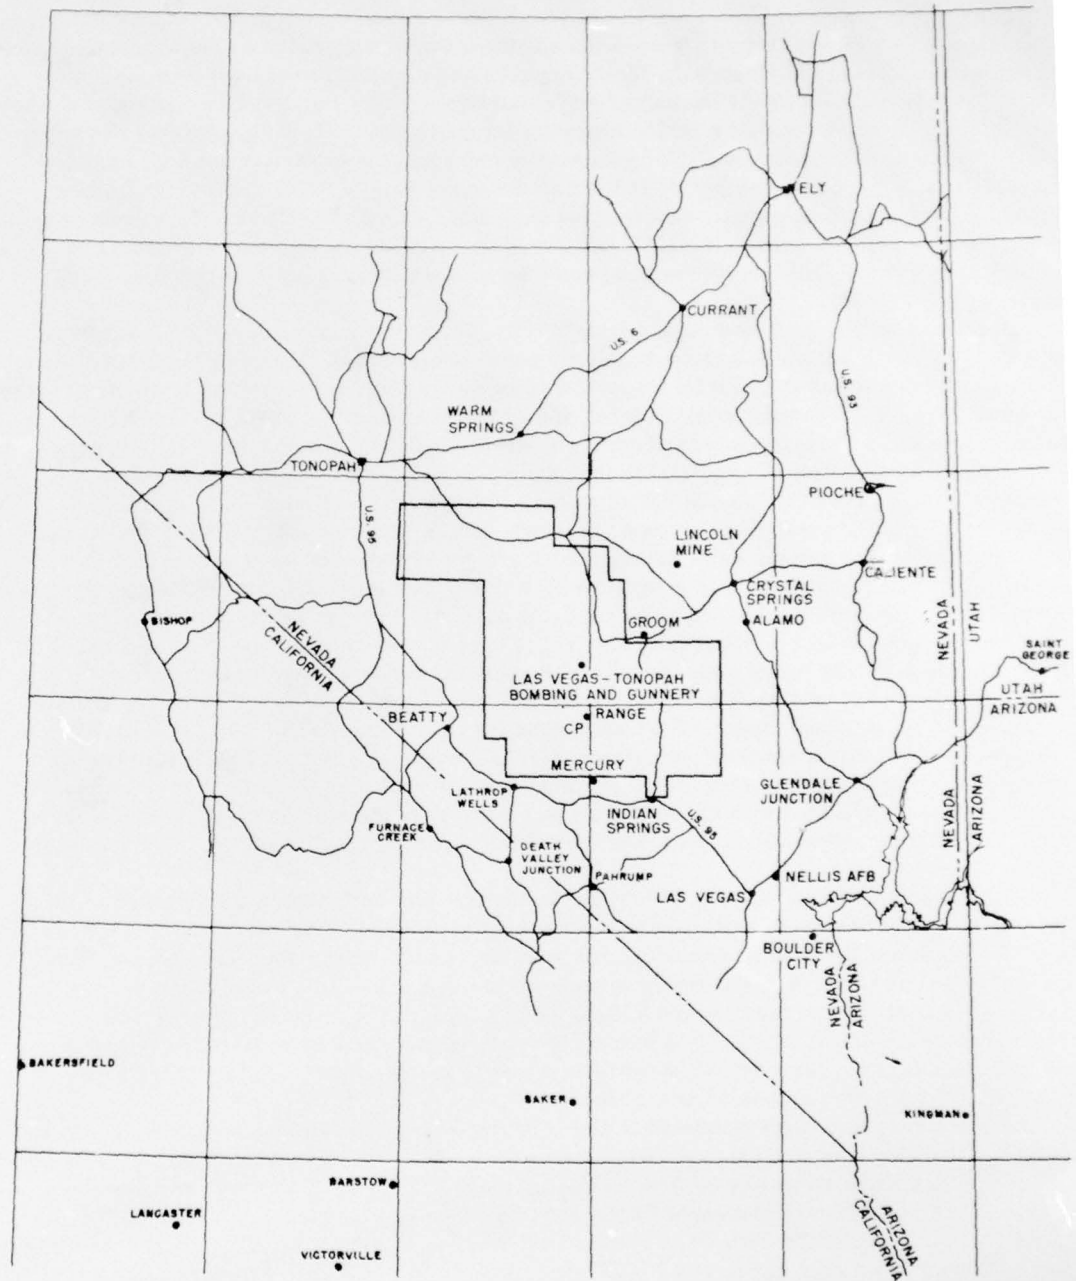 ELY
CURRANT
U.S. 6
U.S. 93
WARM
SPRINGS
TONOPAH
U.S. 95
PIOCHE
LINCOLN
MINE
CALIENTE
CRYSTAL
SPRINGS
BISHOP
GROOM
ALAMO
NEVADA
CALIFORNIA
NEVADA
UTAH
SAINT
GEORGE
LAS VEGAS-TONOPAH
BOMBING AND GUNNERY
RANGE
UTAH
ARIZONA
BEATTY
CP
MERCURY
LATHROP
WELLS
GLENDALE
JUNCTION
NEVADA
ARIZONA
INDIAN
SPRINGS
U.S. 95
FURNACE
CREEK
DEATH
VALLEY
JUNCTION
PAHRUMP
NELLIS AFB
LAS VEGAS
BOULDER
CITY
NEVADA
ARIZONA
BAKERSFIELD
BAKER
KINGMAN
BARSTOW
LANCASTER
VICTORVILLE
ARIZONA
CALIFORNIA